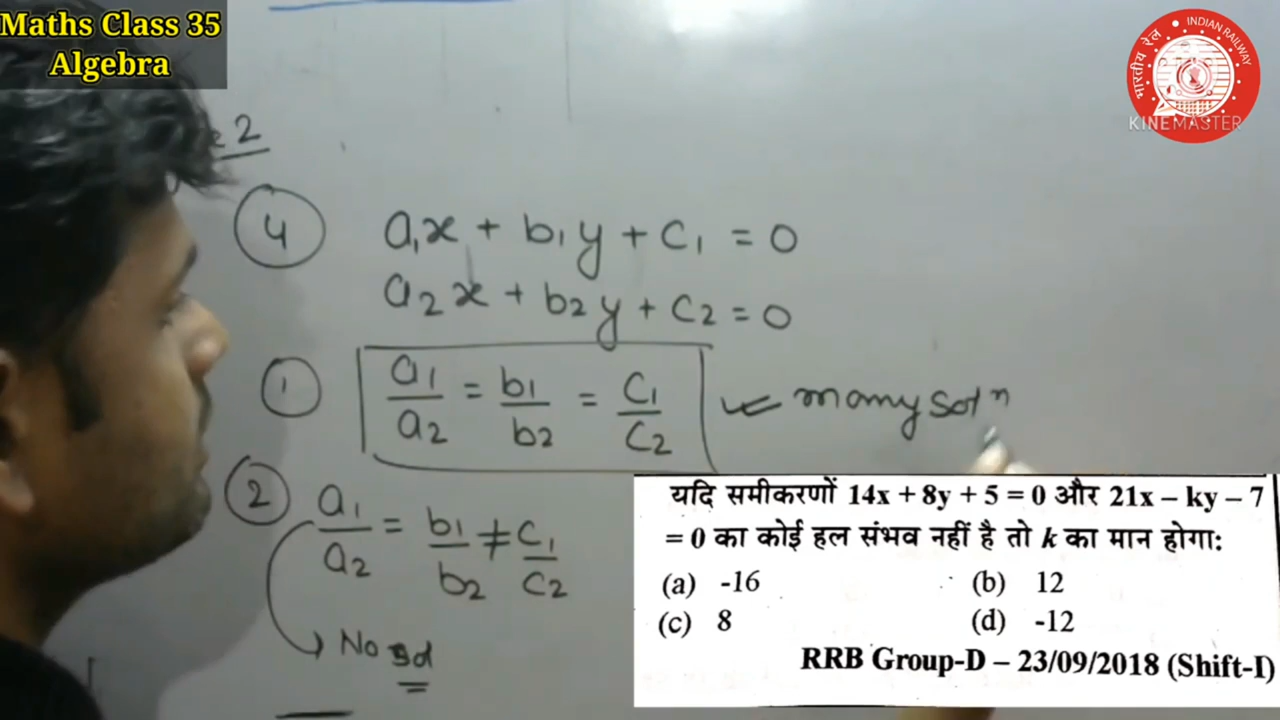 Maths Class 35
Algebra
भारतीय रेल INDIAN RAILWAY
KINEMASTER
2
4 a₁x + b₁y + c₁ = 0
a₂x + b₂y + c₂ = 0
1 a₁/a₂ = b₁/b₂ = c₁/c₂ many solⁿ
2 a₁/a₂ = b₁/b₂ ≠ c₁/c₂
No sol
यदि समीकरणों 14x + 8y + 5 = 0 और 21x – ky – 7
= 0 का कोई हल संभव नहीं है तो k का मान होगा:
(a) -16 (b) 12
(c) 8 (d) -12
RRB Group-D – 23/09/2018 (Shift-I)